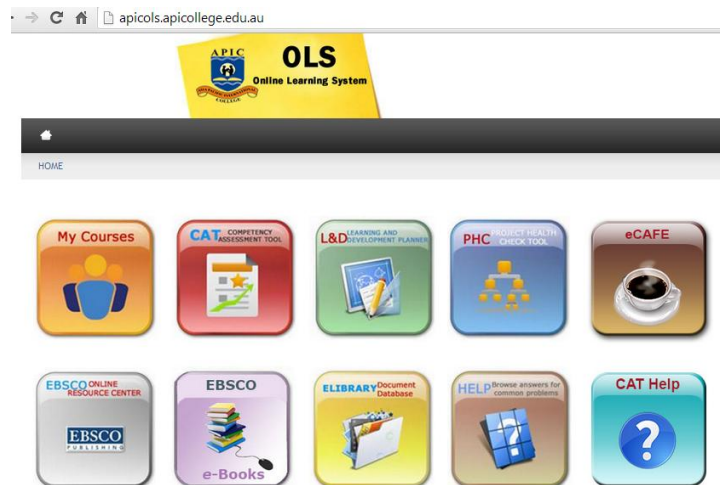 apicols.apicollege.edu.au
APIC
OLS
Online Learning System
COLLEGE
HOME
My Courses
CAT COMPETENCY
ASSESSMENT TOOL
L&D LEARNING AND
DEVELOPMENT PLANNER
PHC PROJECT HEALTH
CHECK TOOL
eCAFE
EBSCO ONLINE
RESOURCE CENTER
EBSCO
PUBLISHING
EBSCO
e-Books
ELIBRARY Document
Database
HELP Browse answers for
common problems
CAT Help